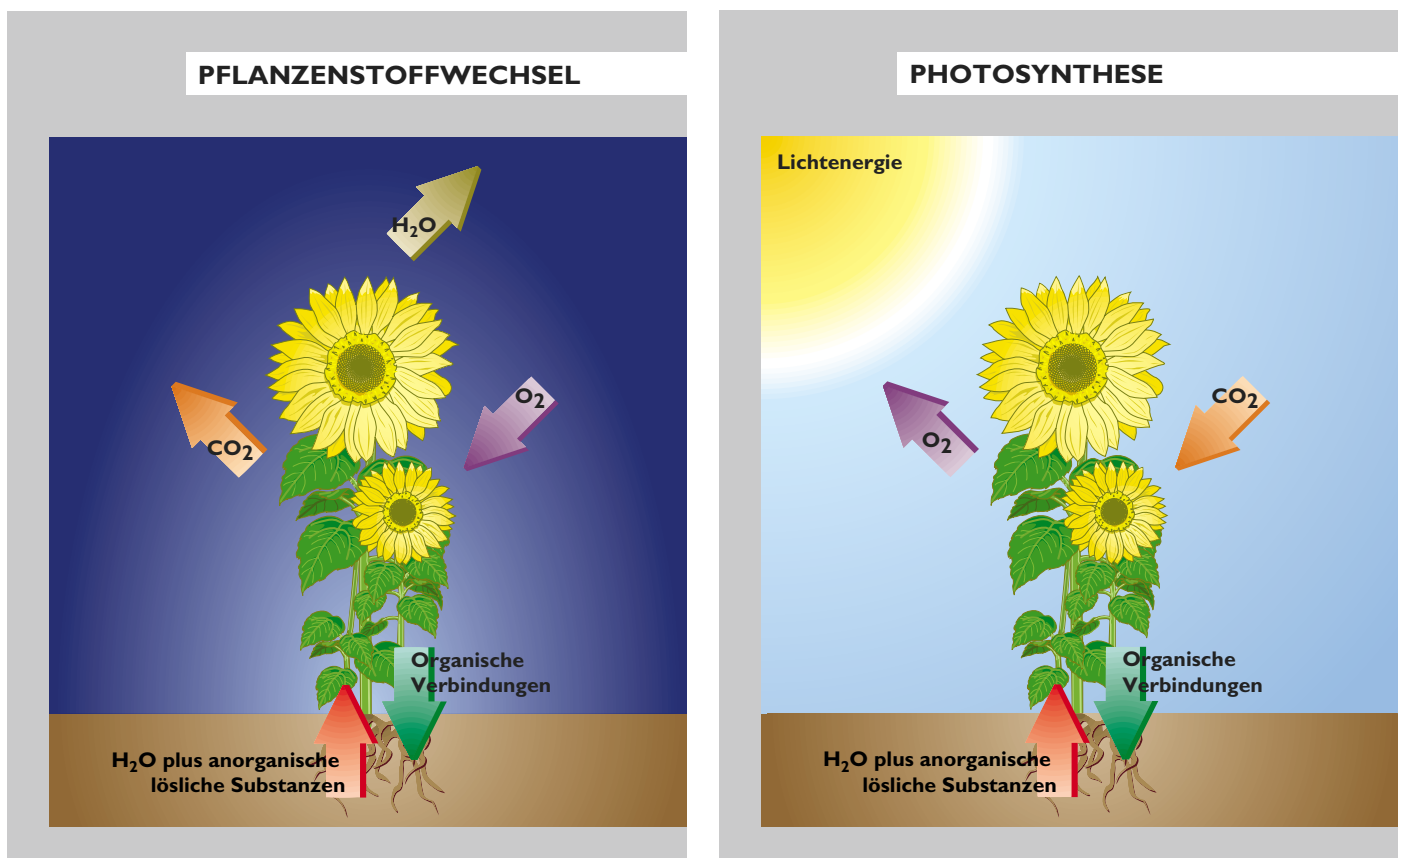 PFLANZENSTOFFWECHSEL
H₂O
O₂
CO₂
Organische
Verbindungen
H₂O plus anorganische
lösliche Substanzen
PHOTOSYNTHESE
Lichtenergie
CO₂
O₂
Organische
Verbindungen
H₂O plus anorganische
lösliche Substanzen